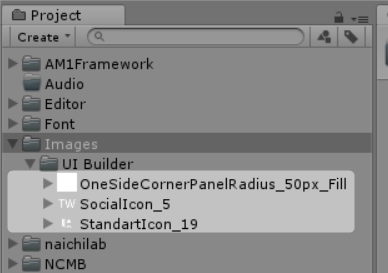 Project
Create
AM1Framework
Audio
Editor
Font
Images
UI Builder
OneSideCornerPanelRadius_50px_Fill
TW SocialIcon_5
StandartIcon_19
naichilab
NCMB